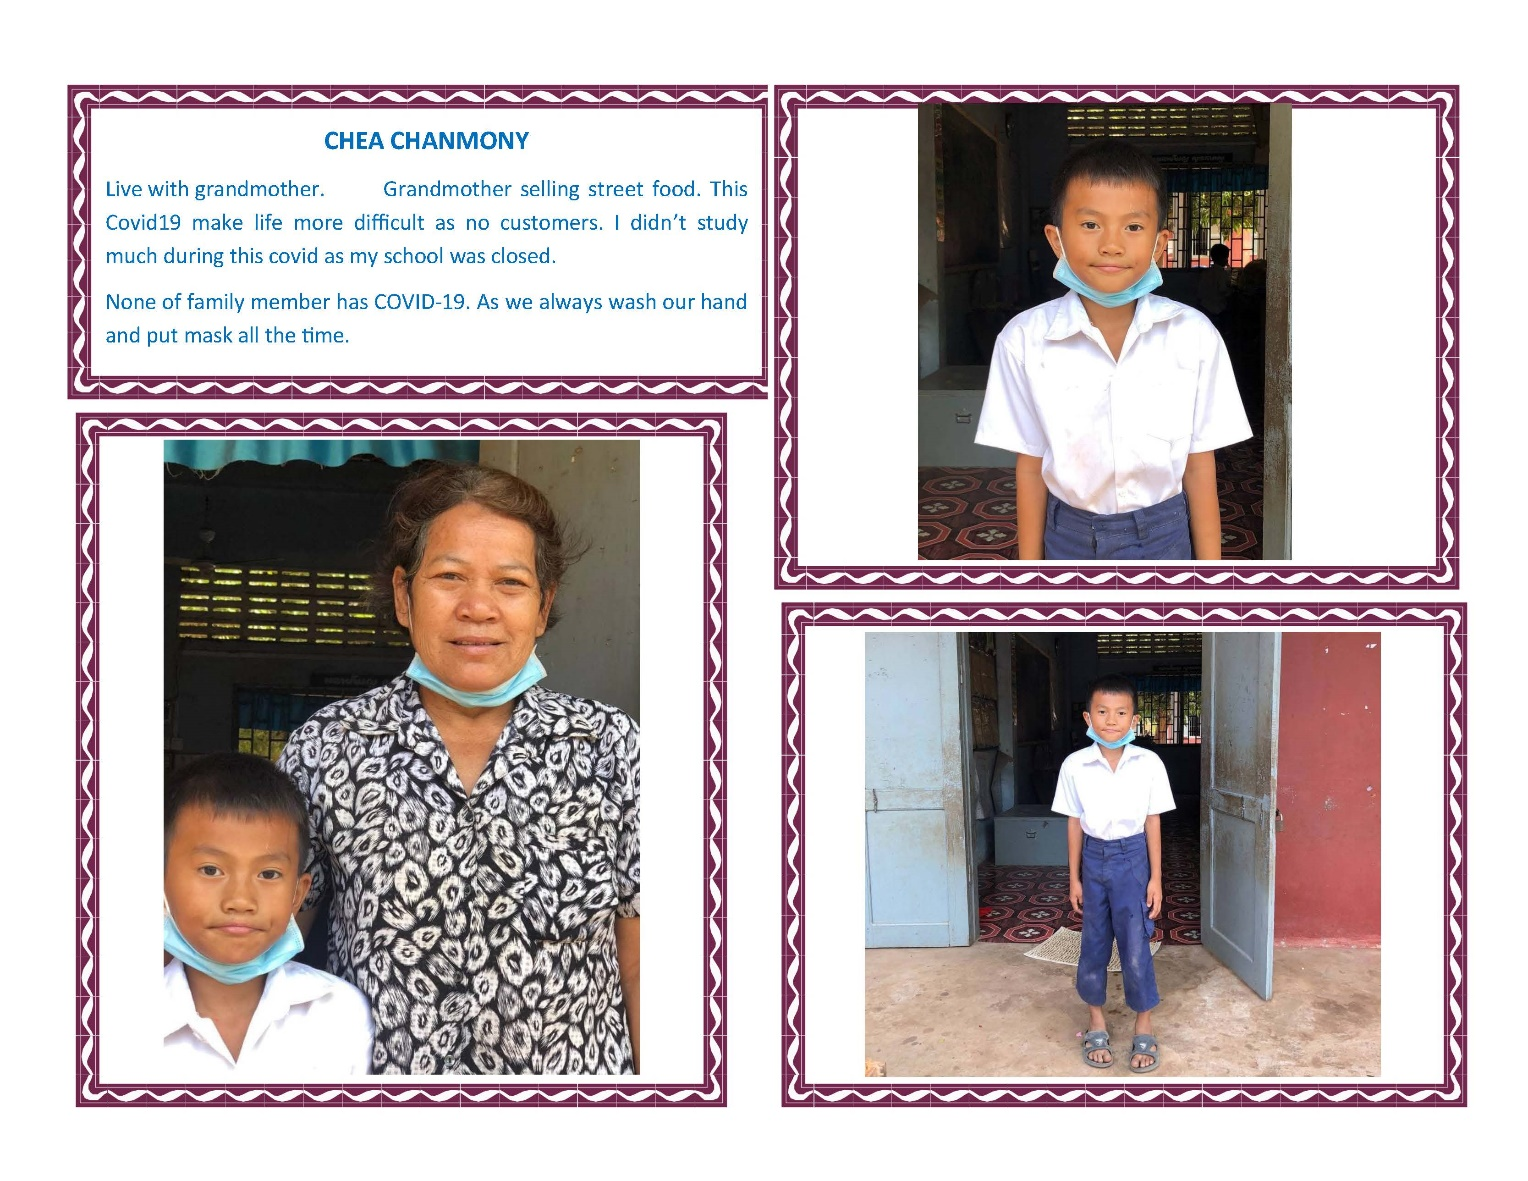 CHEA CHANMONY
Live with grandmother. Grandmother selling street food. This
Covid19 make life more difficult as no customers. I didn’t study
much during this covid as my school was closed.
None of family member has COVID-19. As we always wash our hand
and put mask all the time.